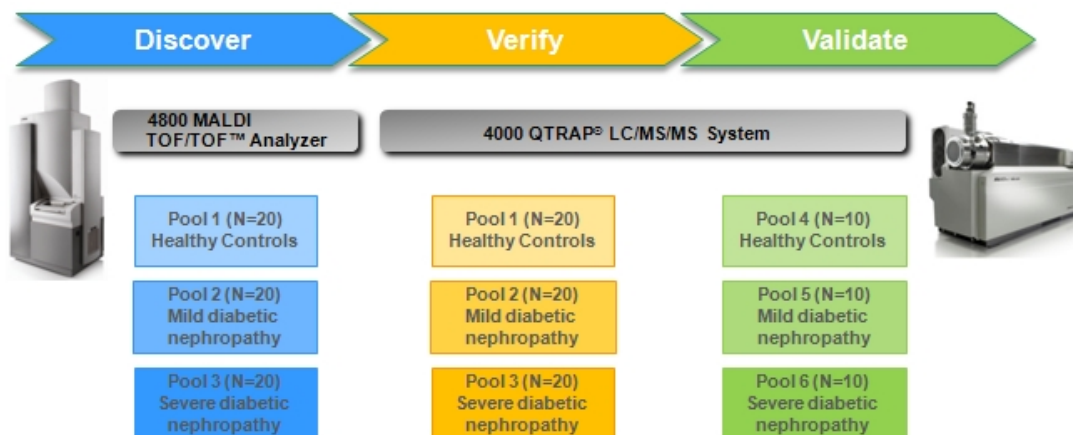 Discover
Verify
Validate
4800 MALDI
TOF/TOF™ Analyzer
4000 QTRAP® LC/MS/MS System
Pool 1 (N=20)
Healthy Controls
Pool 1 (N=20)
Healthy Controls
Pool 4 (N=10)
Healthy Controls
Pool 2 (N=20)
Mild diabetic
nephropathy
Pool 2 (N=20)
Mild diabetic
nephropathy
Pool 5 (N=10)
Mild diabetic
nephropathy
Pool 3 (N=20)
Severe diabetic
nephropathy
Pool 3 (N=20)
Severe diabetic
nephropathy
Pool 6 (N=10)
Severe diabetic
nephropathy